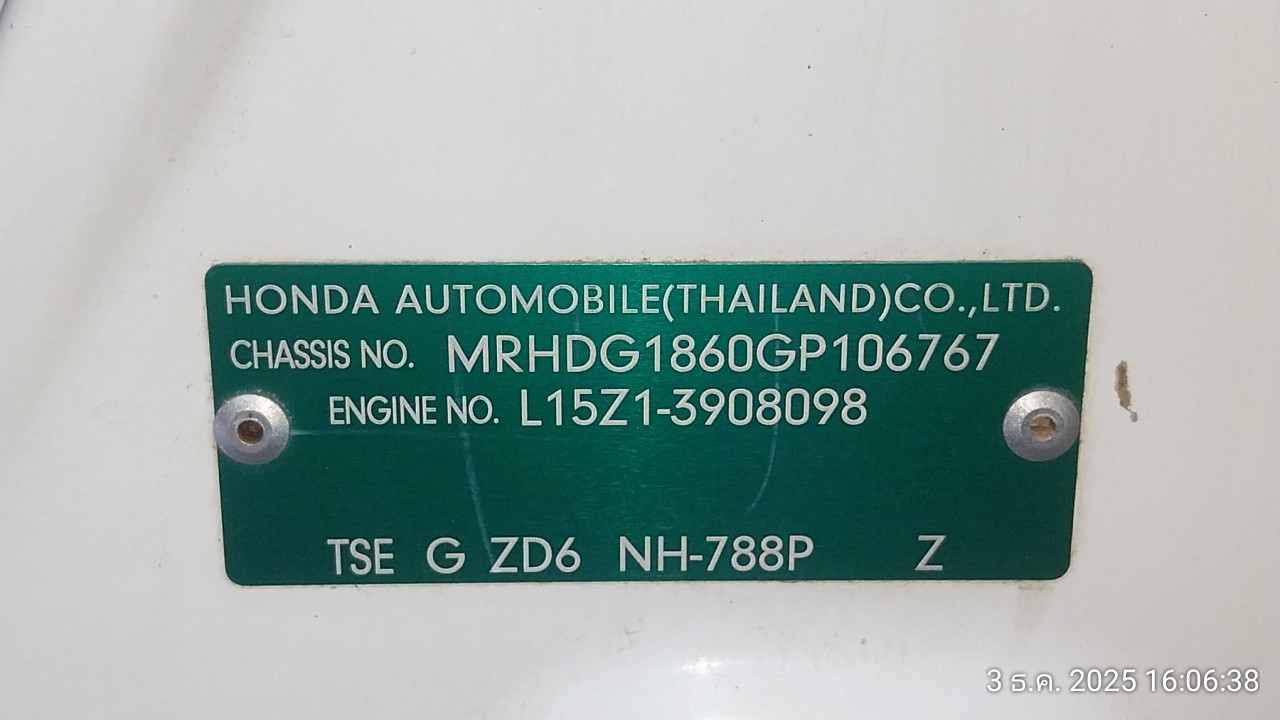 HONDA AUTOMOBILE(THAILAND)CO.,LTD.
CHASSIS NO. MRHDG1860GP106767
ENGINE NO. L15Z1-3908098
TSE G ZD6 NH-788P Z
3 ธ.ค. 2025 16:06:38